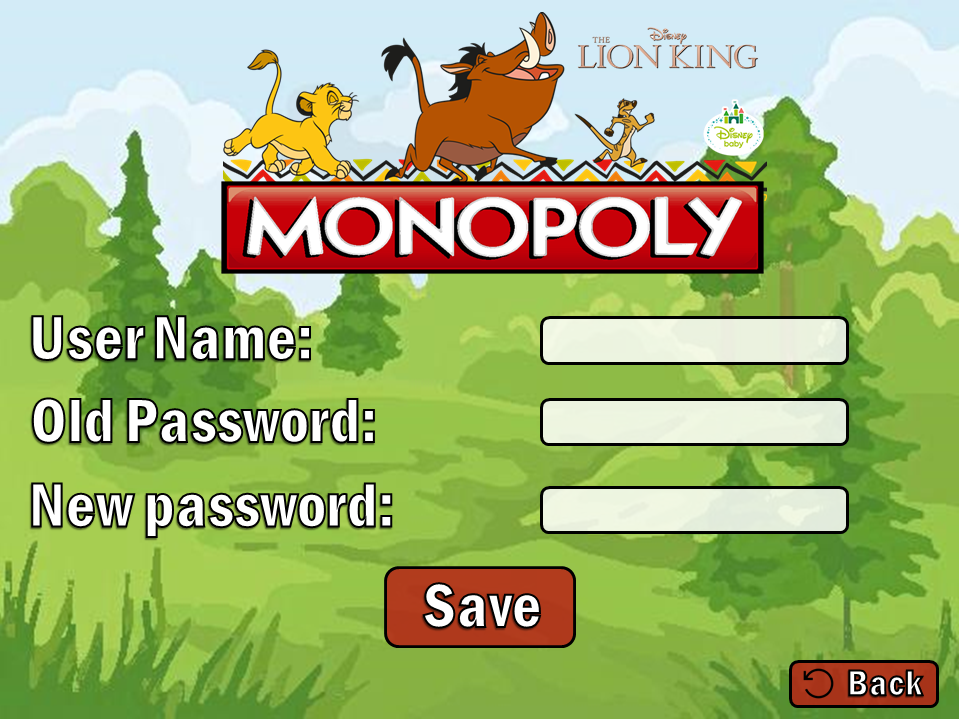 Disney
THE
LION KING
Disney
baby
MONOPOLY
User Name:
Old Password:
New password:
Save
Back